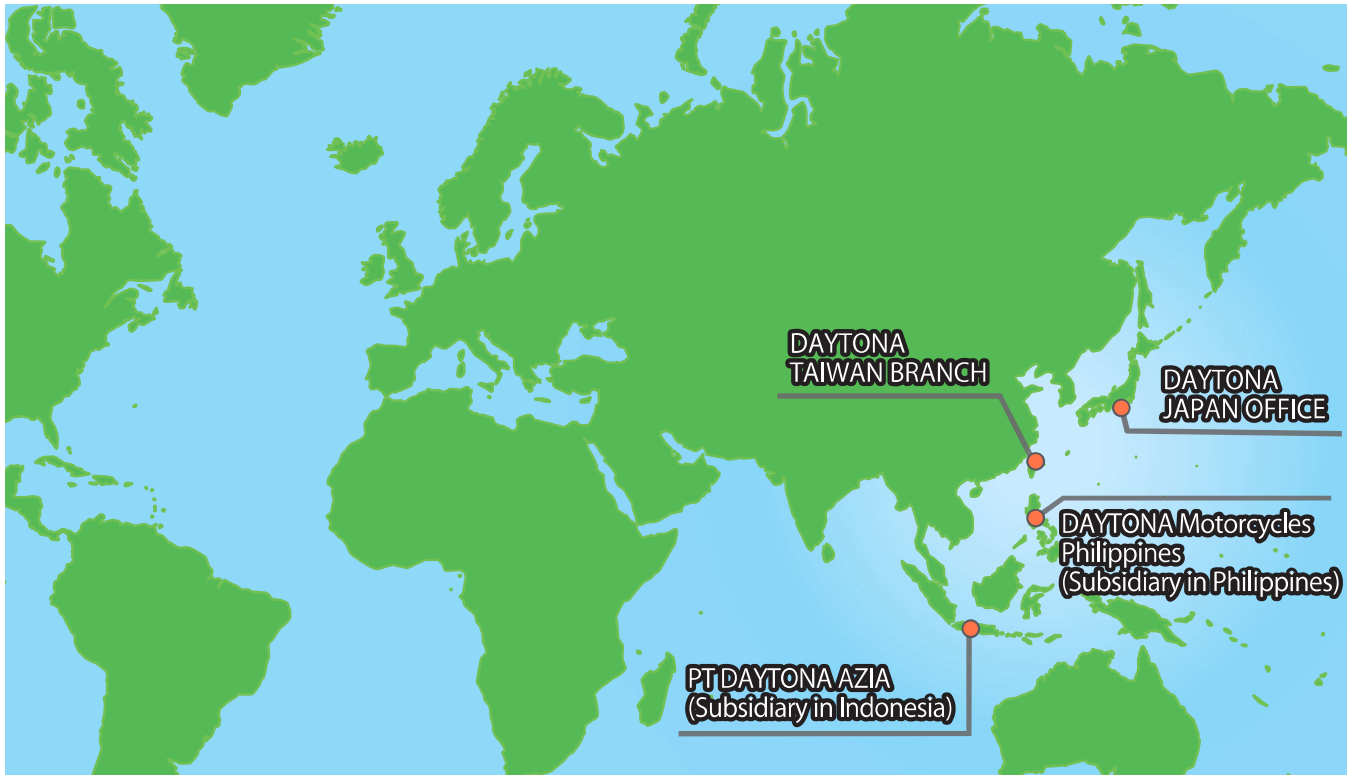 DAYTONA
TAIWAN BRANCH
DAYTONA
JAPAN OFFICE
DAYTONA Motorcycles
Philippines
(Subsidiary in Philippines)
PT DAYTONA AZIA
(Subsidiary in Indonesia)